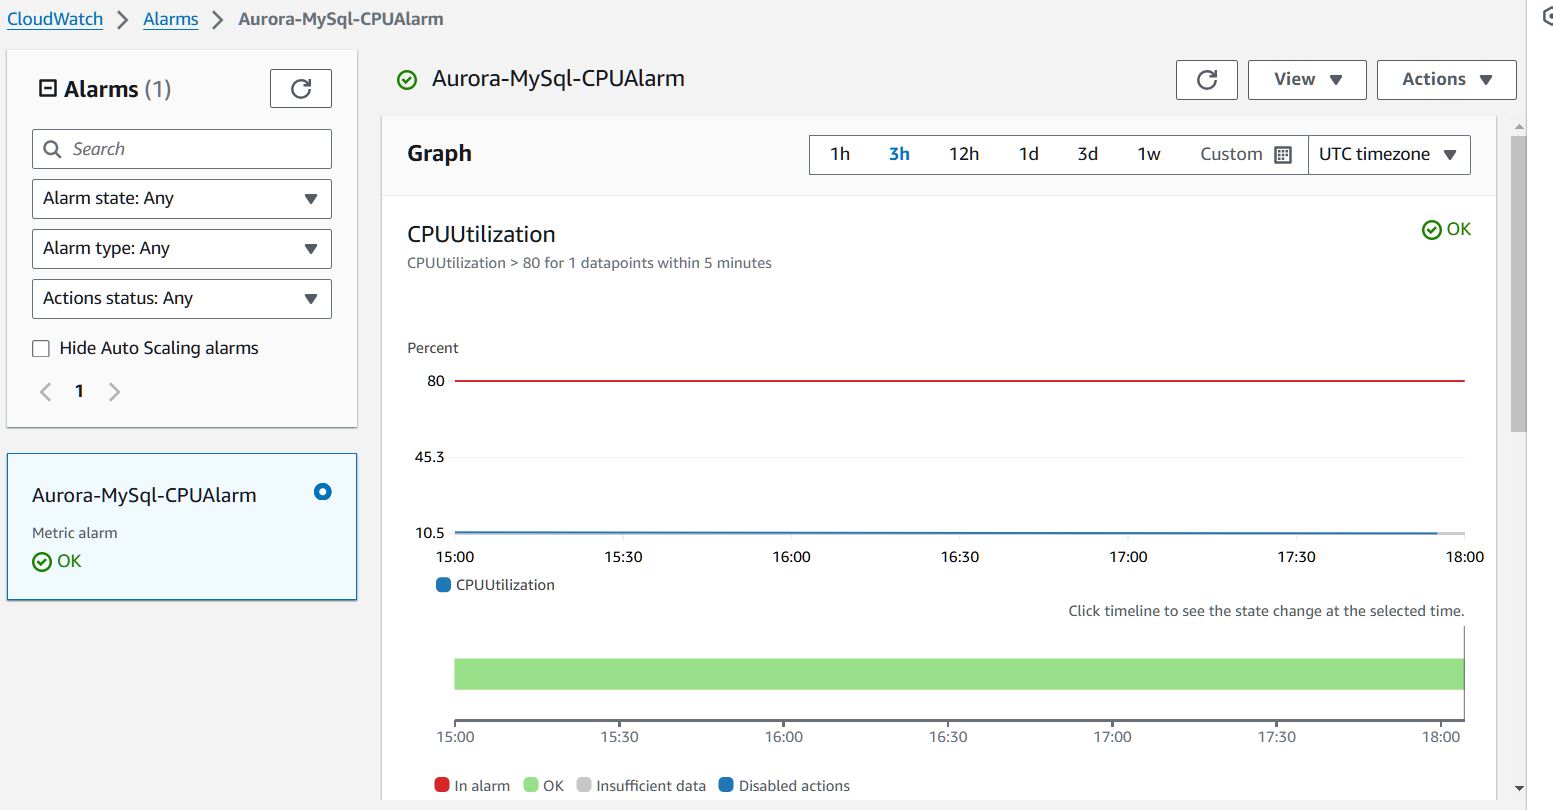 CloudWatch > Alarms > Aurora-MySql-CPUAlarm
Alarms (1)
Search
Alarm state: Any
Alarm type: Any
Actions status: Any
Hide Auto Scaling alarms
1
Aurora-MySql-CPUAlarm
Metric alarm
OK
Aurora-MySql-CPUAlarm
View
Actions
Graph
1h 3h 12h 1d 3d 1w Custom UTC timezone
CPUUtilization
OK
CPUUtilization > 80 for 1 datapoints within 5 minutes
Percent
80
45.3
10.5
15:00 15:30 16:00 16:30 17:00 17:30 18:00
CPUUtilization
Click timeline to see the state change at the selected time.
15:00 15:30 16:00 16:30 17:00 17:30 18:00
In alarm OK Insufficient data Disabled actions